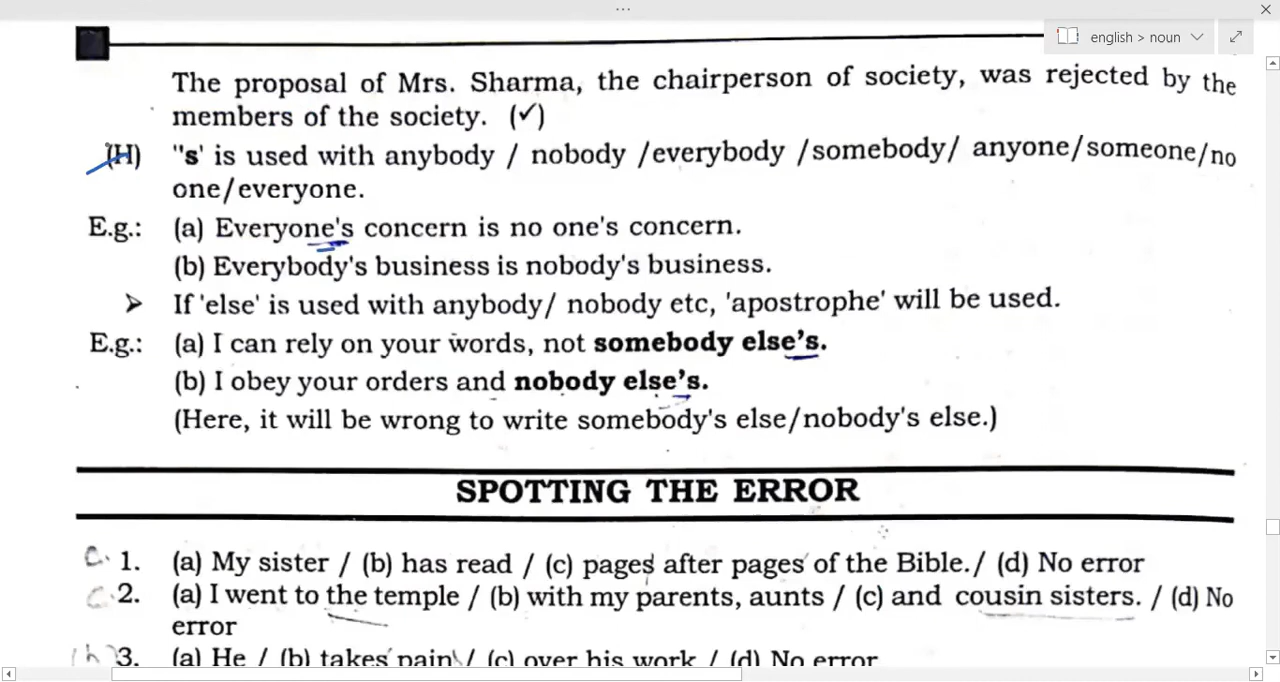 ...
english > noun
The proposal of Mrs. Sharma, the chairperson of society, was rejected by the
members of the society. (✓)
(H) "s' is used with anybody / nobody /everybody /somebody/ anyone/someone/no
one/everyone.
E.g.: (a) Everyone's concern is no one's concern.
(b) Everybody's business is nobody's business.
➤ If 'else' is used with anybody/ nobody etc, 'apostrophe' will be used.
E.g.: (a) I can rely on your words, not somebody else's.
(b) I obey your orders and nobody else's.
(Here, it will be wrong to write somebody's else/nobody's else.)
SPOTTING THE ERROR
C. 1. (a) My sister / (b) has read / (c) pages after pages of the Bible./ (d) No error
C. 2. (a) I went to the temple / (b) with my parents, aunts / (c) and cousin sisters. / (d) No
error
(b 3. (a) He / (b) takes pain / (c) over his work / (d) No error